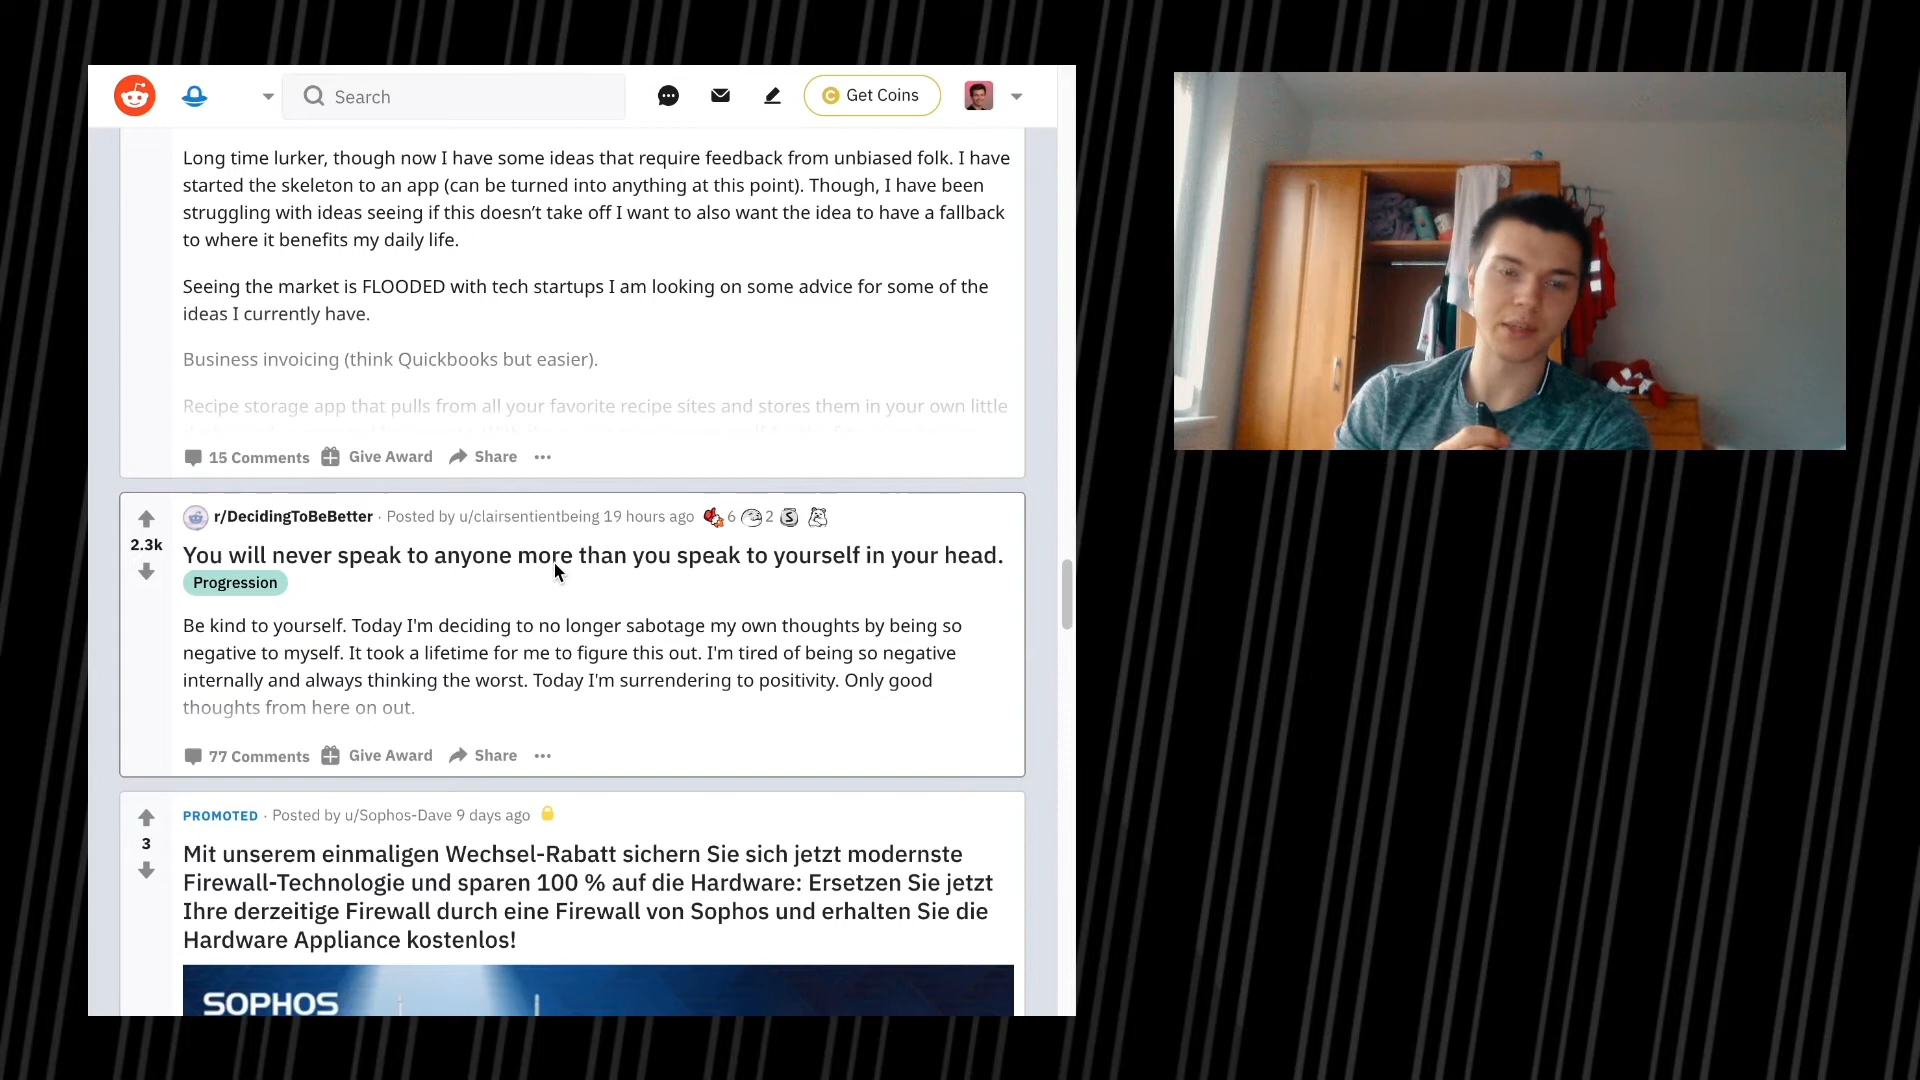 Search
Get Coins
Long time lurker, though now I have some ideas that require feedback from unbiased folk. I have
started the skeleton to an app (can be turned into anything at this point). Though, I have been
struggling with ideas seeing if this doesn’t take off I want to also want the idea to have a fallback
to where it benefits my daily life.
Seeing the market is FLOODED with tech startups I am looking on some advice for some of the
ideas I currently have.
Business invoicing (think Quickbooks but easier).
Recipe storage app that pulls from all your favorite recipe sites and stores them in your own little
15 Comments Give Award Share ...
r/DecidingToBeBetter · Posted by u/clairsentientbeing 19 hours ago 6 2
2.3k
You will never speak to anyone more than you speak to yourself in your head.
Progression
Be kind to yourself. Today I'm deciding to no longer sabotage my own thoughts by being so
negative to myself. It took a lifetime for me to figure this out. I'm tired of being so negative
internally and always thinking the worst. Today I'm surrendering to positivity. Only good
thoughts from here on out.
77 Comments Give Award Share ...
PROMOTED · Posted by u/Sophos-Dave 9 days ago
3
Mit unserem einmaligen Wechsel-Rabatt sichern Sie sich jetzt modernste
Firewall-Technologie und sparen 100 % auf die Hardware: Ersetzen Sie jetzt
Ihre derzeitige Firewall durch eine Firewall von Sophos und erhalten Sie die
Hardware Appliance kostenlos!
SOPHOS